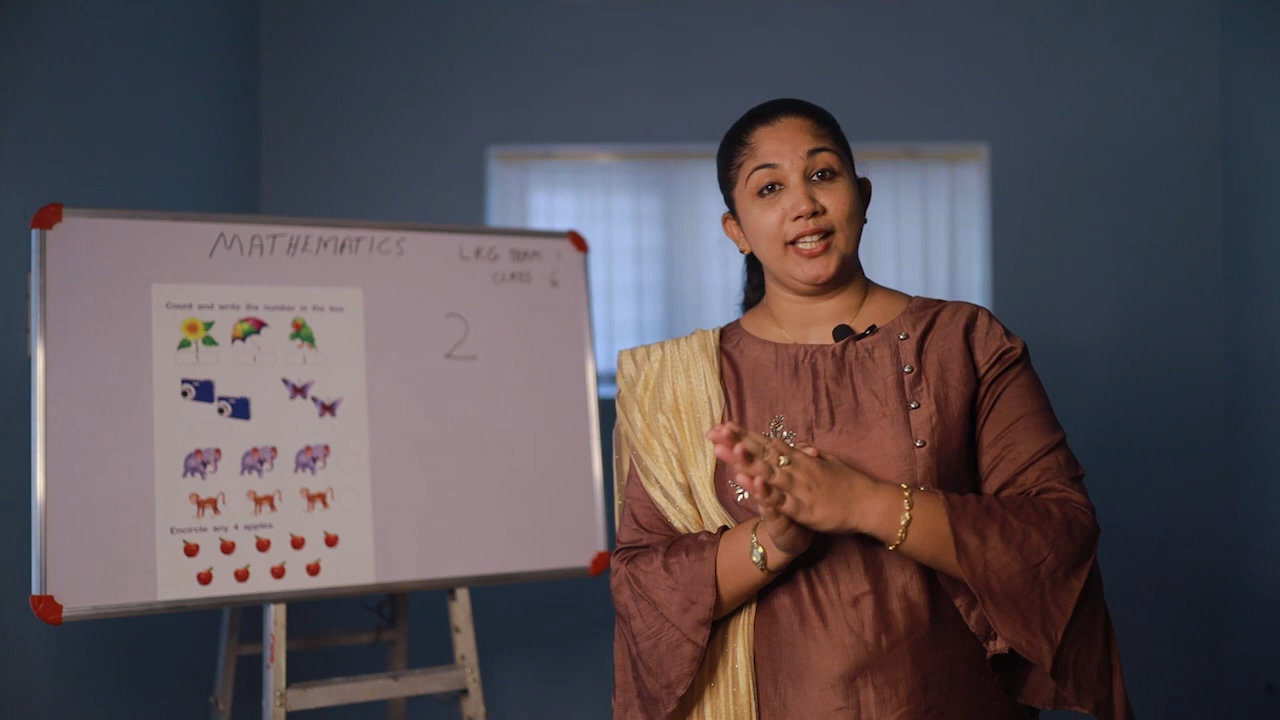 MATHEMATICS
LKG TERM : 1
CLASS : 6
Count and write the number in the box.
2
Encircle any 4 apples.